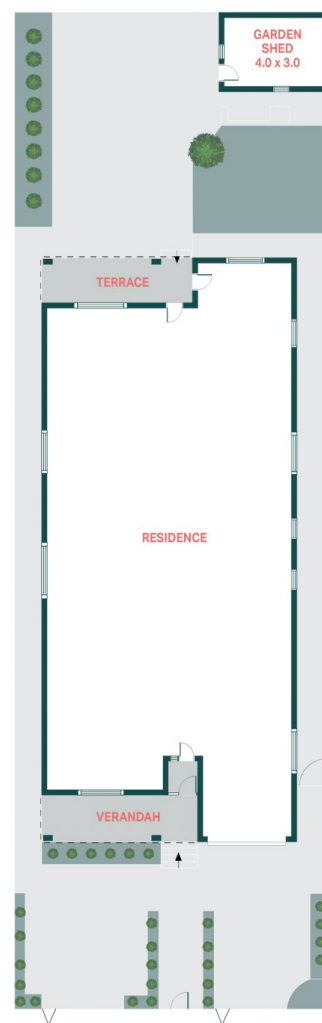 GARDEN
SHED
4.0 x 3.0
TERRACE
RESIDENCE
VERANDAH